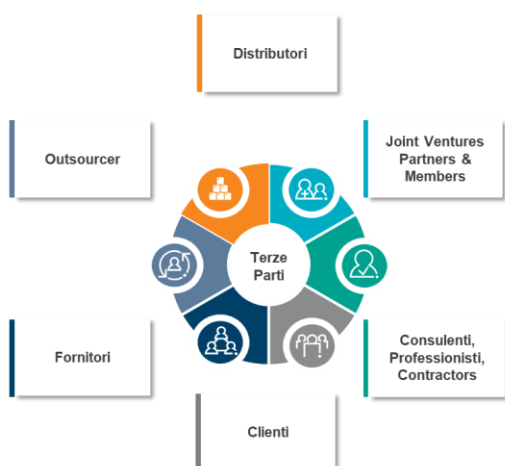 Distributori
Outsourcer
Joint Ventures
Partners &
Members
Terze
Parti
Fornitori
Consulenti,
Professionisti,
Contractors
Clienti